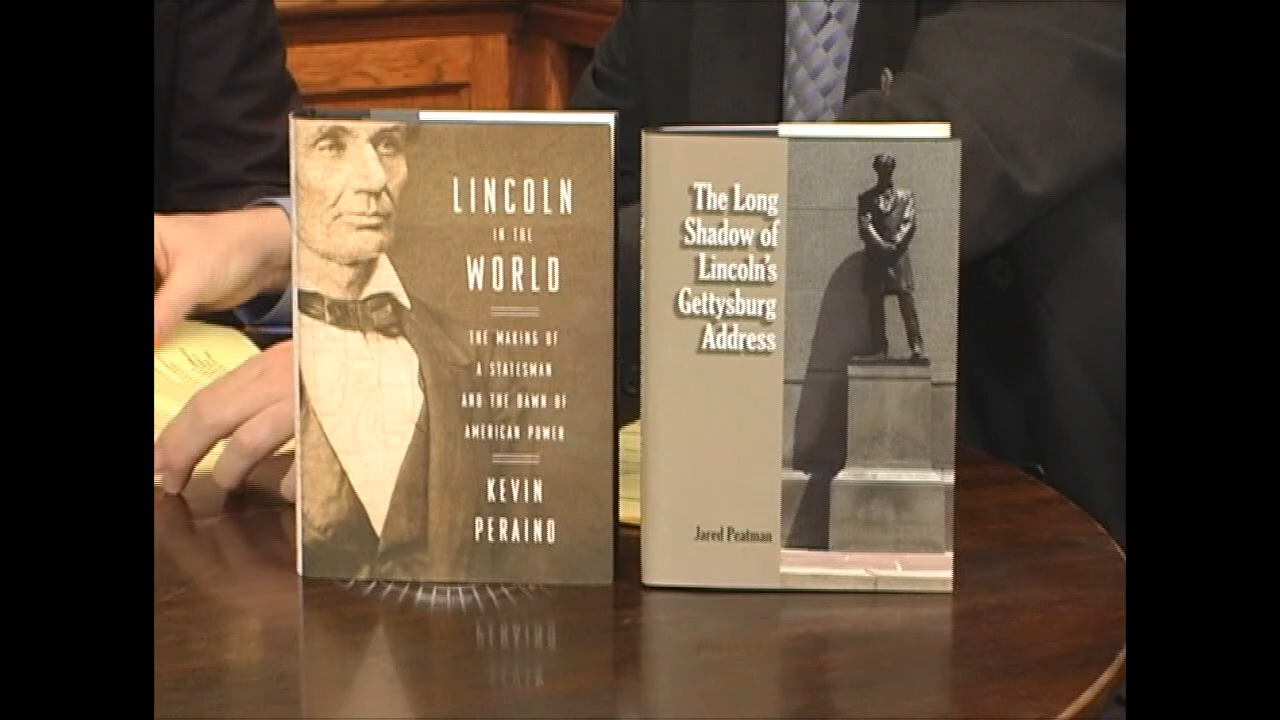 LINCOLN
IN THE
WORLD
THE MAKING OF
A STATESMAN
AND THE DAWN OF
AMERICAN POWER
KEVIN
PERAINO
The Long
Shadow of
Lincoln's
Gettysburg
Address
Jared Peatman